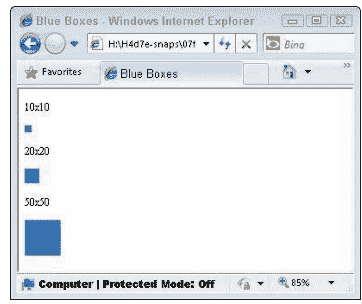 Blue Boxes - Windows Internet Explorer
H:\H4d7e-snaps\07f
Bing
Favorites
Blue Boxes
10x10
20x20
50x50
Computer | Protected Mode: Off
85%